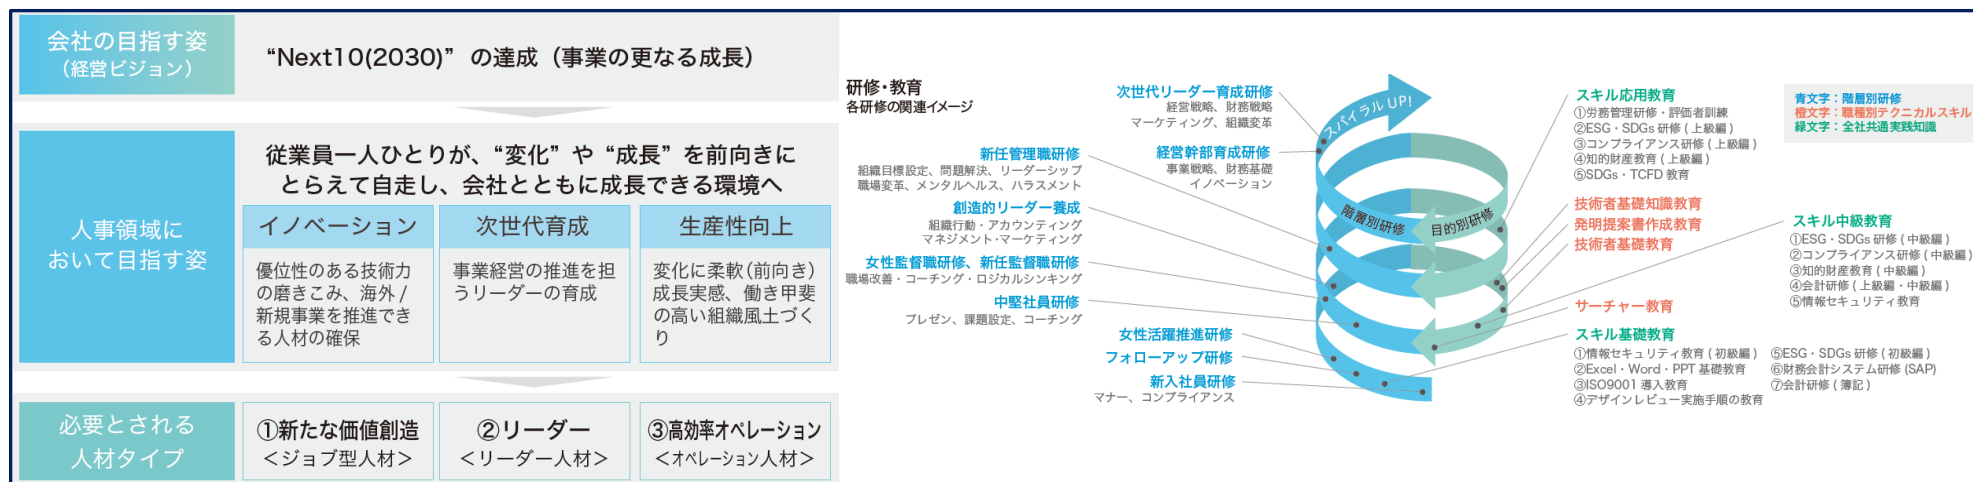 会社の目指す姿
（経営ビジョン）
“Next10(2030)”の達成（事業の更なる成長）
人事領域に
おいて目指す姿
従業員一人ひとりが、“変化”や“成長”を前向きに
とらえて自走し、会社とともに成長できる環境へ
イノベーション
優位性のある技術力
の磨きこみ、海外/
新規事業を推進でき
る人材の確保
次世代育成
事業経営の推進を担
うリーダーの育成
生産性向上
変化に柔軟（前向き）
成長実感、働き甲斐
の高い組織風土づく
り
必要とされる
人材タイプ
①新たな価値創造
＜ジョブ型人材＞
②リーダー
＜リーダー人材＞
③高効率オペレーション
＜オペレーション人材＞
研修・教育
各研修の関連イメージ
次世代リーダー育成研修
経営戦略、財務戦略
マーケティング、組織変革
経営幹部育成研修
事業戦略、財務基礎
イノベーション
新任管理職研修
組織目標設定、問題解決、リーダーシップ
職場変革、メンタルヘルス、ハラスメント
創造的リーダー養成
組織行動・アカウンティング
マネジメント・マーケティング
女性監督職研修、新任監督職研修
職場改善・コーチング・ロジカルシンキング
中堅社員研修
プレゼン、課題設定、コーチング
女性活躍推進研修
フォローアップ研修
新入社員研修
マナー、コンプライアンス
スパイラルUP!
階層別研修
目的別研修
スキル応用教育
①労務管理研修・評価者訓練
②ESG・SDGs 研修（上級編）
③コンプライアンス研修（上級編）
④知的財産教育（上級編）
⑤SDGs・TCFD 教育
技術者基礎知識教育
発明提案書作成教育
技術者基礎教育
サーチャー教育
スキル基礎教育
①情報セキュリティ教育（初級編）
②Excel・Word・PPT 基礎教育
③ISO9001 導入教育
④デザインレビュー実施手順の教育
⑤ESG・SDGs 研修（初級編）
⑥財務会計システム研修 (SAP)
⑦会計研修（簿記）
スキル中級教育
①ESG・SDGs 研修（中級編）
②コンプライアンス研修（中級編）
③知的財産教育（中級編）
④会計研修（上級編・中級編）
⑤情報セキュリティ教育
青文字：階層別研修
橙文字：職種別テクニカルスキル
緑文字：全社共通実践知識